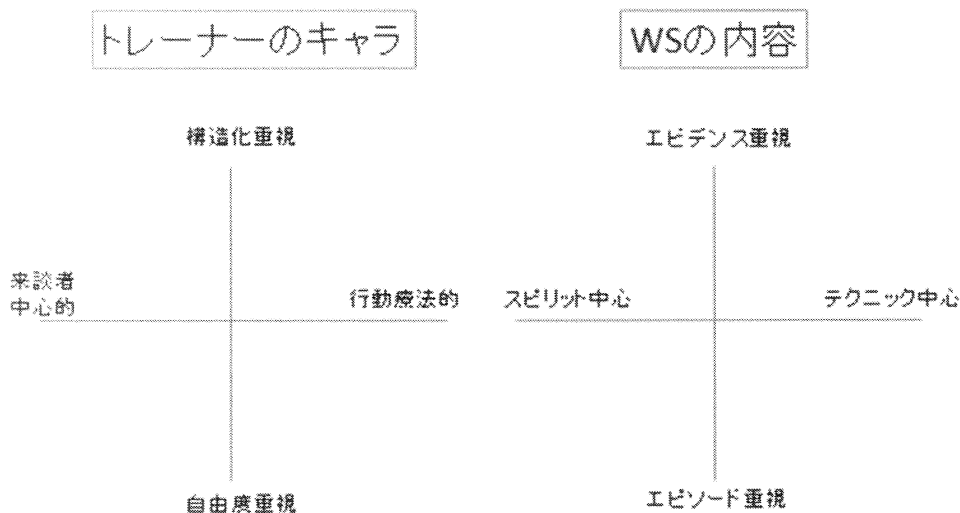 トレーナーのキャラ
WSの内容
構造化重視
エビデンス重視
来談者
中心的
行動療法的
スピリット中心
テクニック中心
自由度重視
エピソード重視